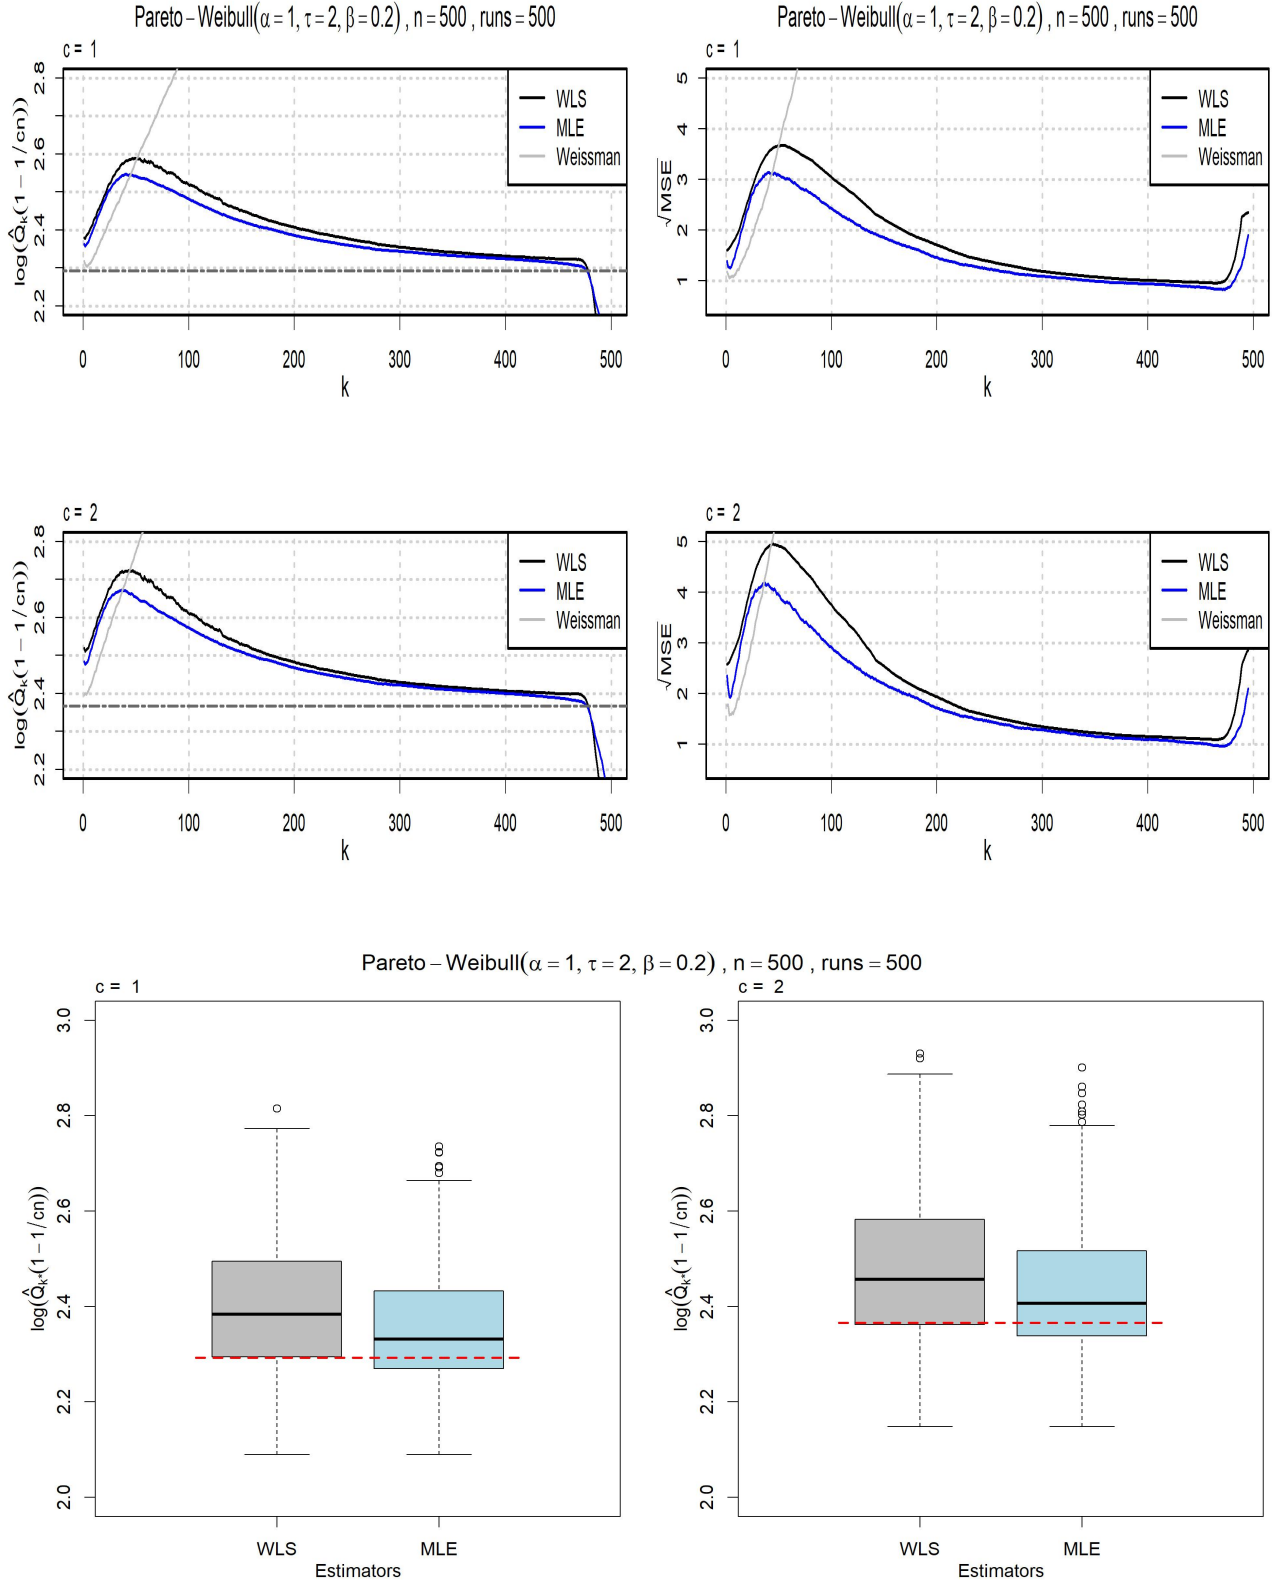 Pareto – Weibull(α = 1, τ = 2, β = 0.2) , n = 500 , runs = 500
c = 1
log(Q̂k(1 − 1/cn))
2.8
2.6
2.4
2.2
WLS
MLE
Weissman
0 100 200 300 400 500
k
Pareto – Weibull(α = 1, τ = 2, β = 0.2) , n = 500 , runs = 500
c = 1
√MSE
5
4
3
2
1
WLS
MLE
Weissman
0 100 200 300 400 500
k
c = 2
log(Q̂k(1 − 1/cn))
2.8
2.6
2.4
2.2
WLS
MLE
Weissman
0 100 200 300 400 500
k
c = 2
√MSE
5
4
3
2
1
WLS
MLE
Weissman
0 100 200 300 400 500
k
Pareto – Weibull(α = 1, τ = 2, β = 0.2) , n = 500 , runs = 500
c = 1
log(Q̂k*(1 − 1/cn))
3.0
2.8
2.6
2.4
2.2
2.0
WLS MLE
Estimators
c = 2
log(Q̂k*(1 − 1/cn))
3.0
2.8
2.6
2.4
2.2
2.0
WLS MLE
Estimators